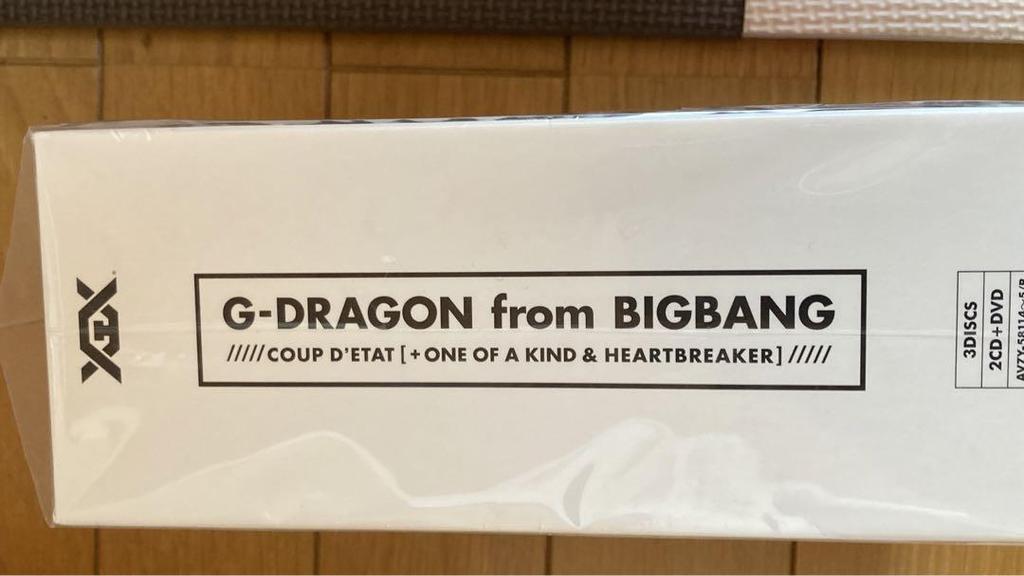 G-DRAGON from BIGBANG
/////COUP D'ETAT [+ONE OF A KIND & HEARTBREAKER]/////
3DISCS
2CD+DVD